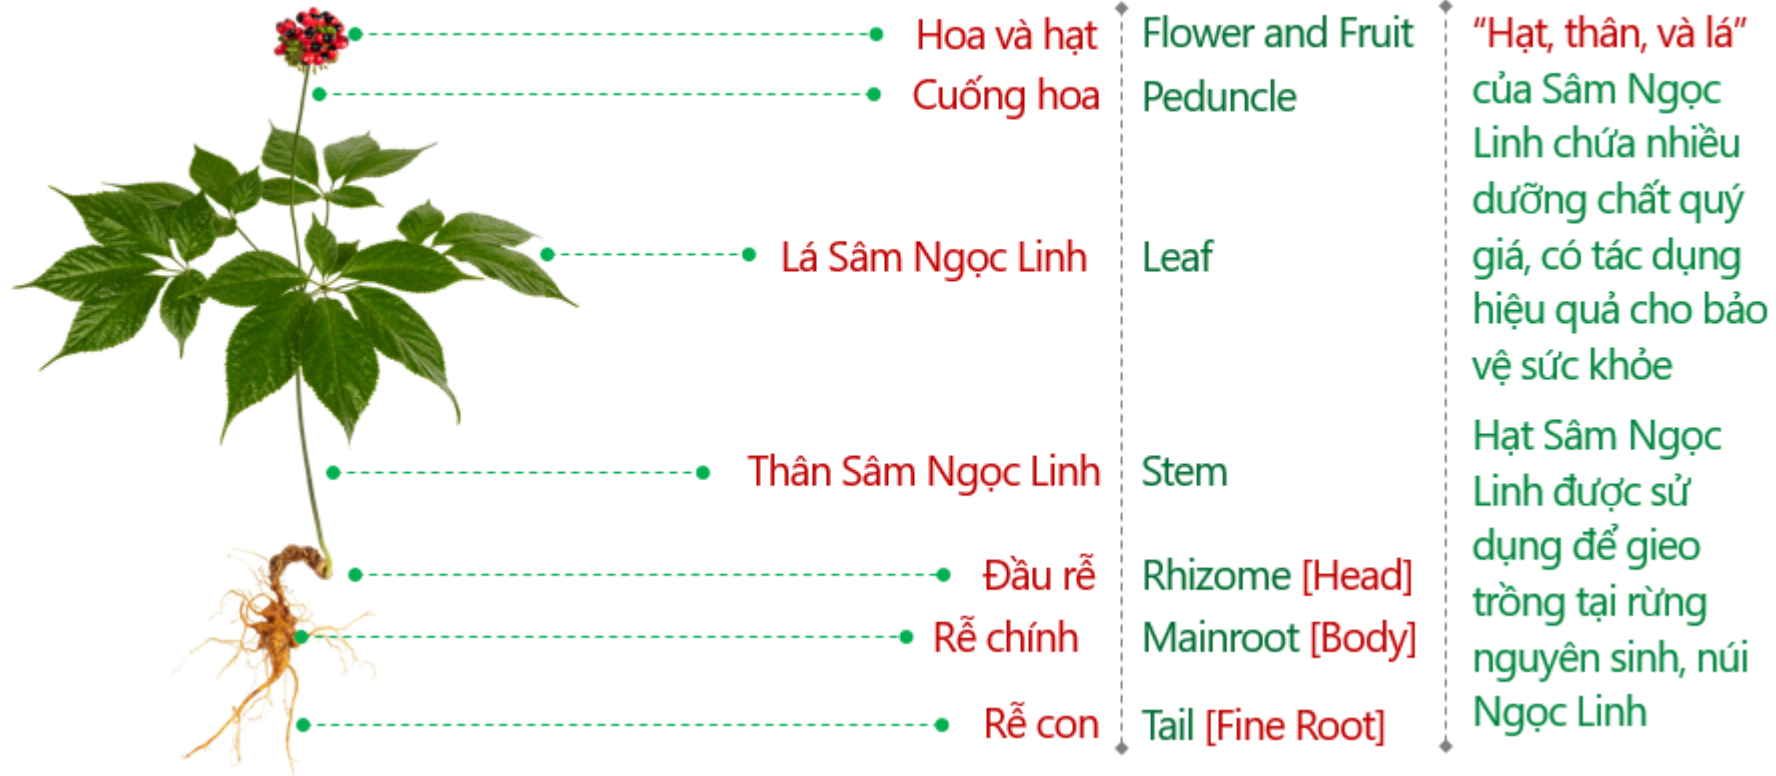 Hoa và hạt
Cuống hoa
Lá Sâm Ngọc Linh
Thân Sâm Ngọc Linh
Đầu rễ
Rễ chính
Rễ con
Flower and Fruit
Peduncle
Leaf
Stem
Rhizome [Head]
Mainroot [Body]
Tail [Fine Root]
“Hạt, thân, và lá”
của Sâm Ngọc
Linh chứa nhiều
dưỡng chất quý
giá, có tác dụng
hiệu quả cho bảo
vệ sức khỏe
Hạt Sâm Ngọc
Linh được sử
dụng để gieo
trồng tại rừng
nguyên sinh, núi
Ngọc Linh